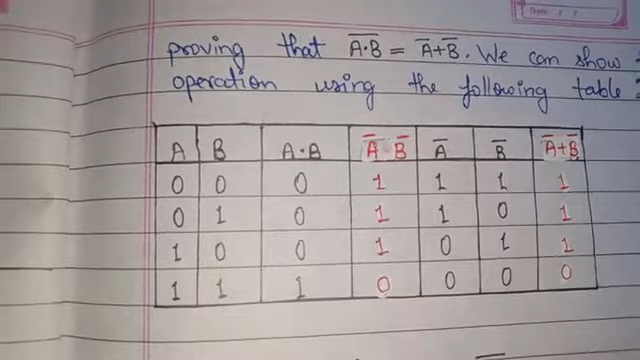 proving that A·B̅ = A̅+B̅. We can show
operation using the following table
A B A·B A̅ B̅ A̅ B̅ A̅+B̅
0 0 0 1 1 1 1
0 1 0 1 1 0 1
1 0 0 1 0 1 1
1 1 1 0 0 0 0